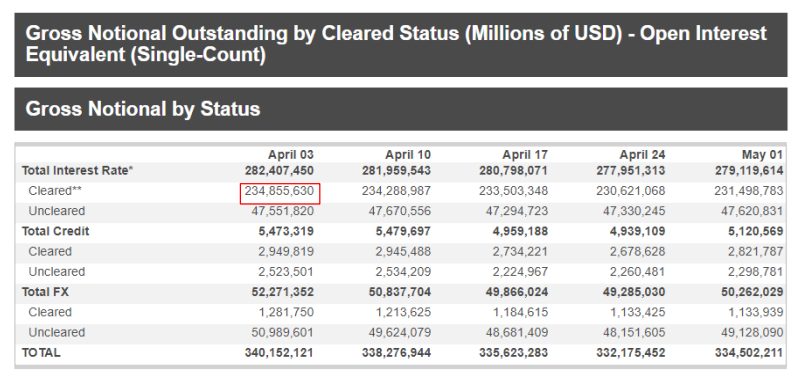 Gross Notional Outstanding by Cleared Status (Millions of USD) - Open Interest
Equivalent (Single-Count)
Gross Notional by Status
April 03 April 10 April 17 April 24 May 01
Total Interest Rate* 282,407,450 281,959,543 280,798,071 277,951,313 279,119,614
Cleared** 234,855,630 234,288,987 233,503,348 230,621,068 231,498,783
Uncleared 47,551,820 47,670,556 47,294,723 47,330,245 47,620,831
Total Credit 5,473,319 5,479,697 4,959,188 4,939,109 5,120,569
Cleared 2,949,819 2,945,488 2,734,221 2,678,628 2,821,787
Uncleared 2,523,501 2,534,209 2,224,967 2,260,481 2,298,781
Total FX 52,271,352 50,837,704 49,866,024 49,285,030 50,262,029
Cleared 1,281,750 1,213,625 1,184,615 1,133,425 1,133,939
Uncleared 50,989,601 49,624,079 48,681,409 48,151,605 49,128,090
TOTAL 340,152,121 338,276,944 335,623,283 332,175,452 334,502,211